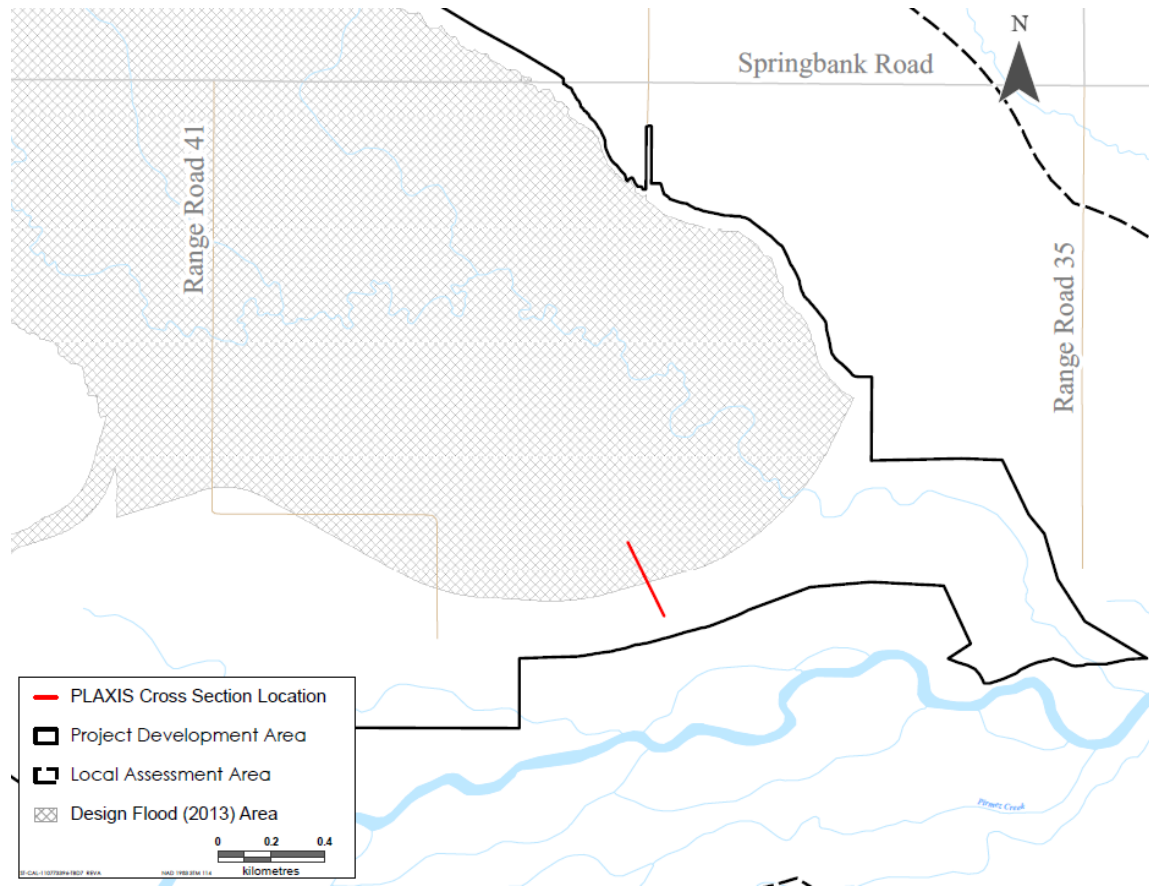 N
Springbank Road
Range Road 41
Range Road 35
PLAXIS Cross Section Location
Project Development Area
Local Assessment Area
Design Flood (2013) Area
0 0.2 0.4
kilometres
Pirmez Creek